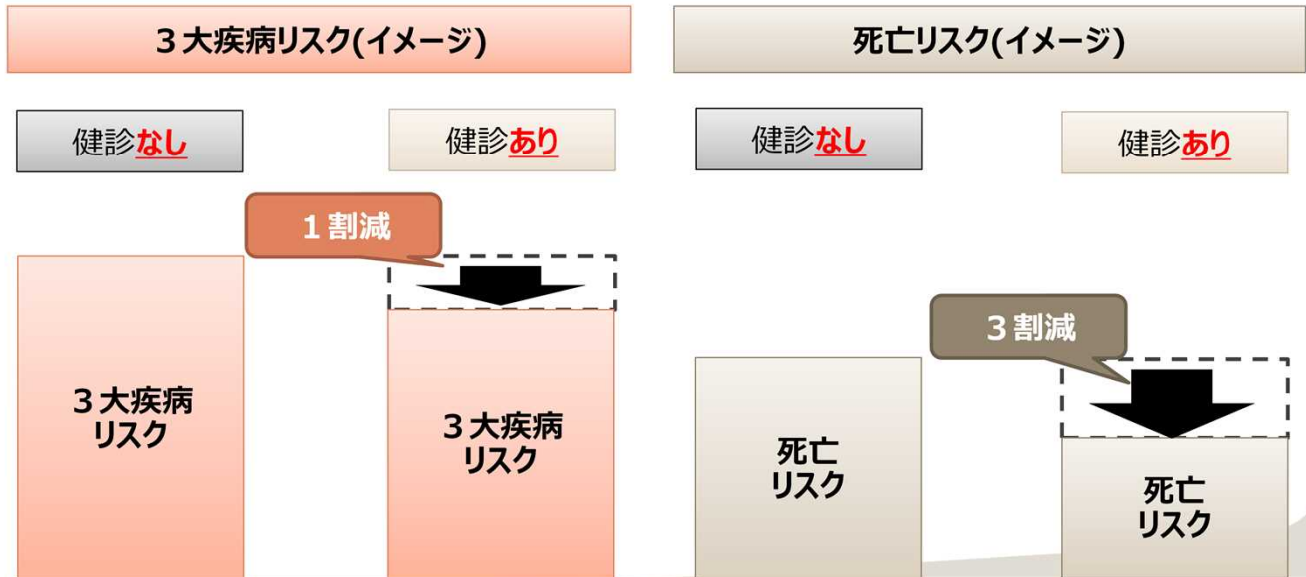 ３大疾病リスク(イメージ)
死亡リスク(イメージ)
健診なし
健診あり
健診なし
健診あり
１割減
３割減
３大疾病
リスク
３大疾病
リスク
死亡
リスク
死亡
リスク